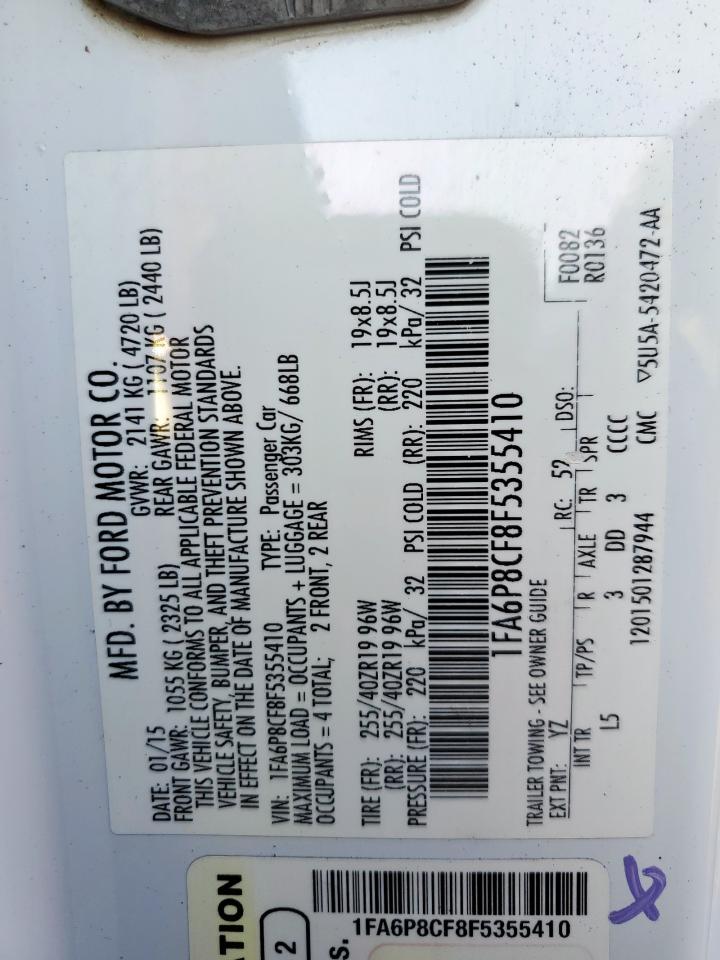 MFD. BY FORD MOTOR CO.
DATE: 01/15 GVWR: 2141 KG ( 4720 LB)
FRONT GAWR: 1055 KG ( 2325 LB) REAR GAWR: 1107 KG ( 2440 LB)
THIS VEHICLE CONFORMS TO ALL APPLICABLE FEDERAL MOTOR
VEHICLE SAFETY, BUMPER, AND THEFT PREVENTION STANDARDS
IN EFFECT ON THE DATE OF MANUFACTURE SHOWN ABOVE.
VIN: 1FA6P8CF8F5355410 TYPE: Passenger Car
MAXIMUM LOAD = OCCUPANTS + LUGGAGE = 303KG/ 668LB
OCCUPANTS = 4 TOTAL; 2 FRONT, 2 REAR
TIRE (FR): 255/40ZR19 96W RIMS (FR): 19x8.5J
(RR): 255/40ZR19 96W (RR): 19x8.5J
PRESSURE (FR): 220 kPa/ 32 PSI COLD (RR): 220 kPa/ 32 PSI COLD
1FA6P8CF8F5355410
TRAILER TOWING - SEE OWNER GUIDE
EXT PNT: YZ RC: 52 DSO: F0082
R0136
INT TR TP/PS R AXLE TR SPR
L5 3 DD 3 CCCC
1201501287944 CMC ▽5U5A-5420472-AA
ATION
2
S.
1FA6P8CF8F5355410